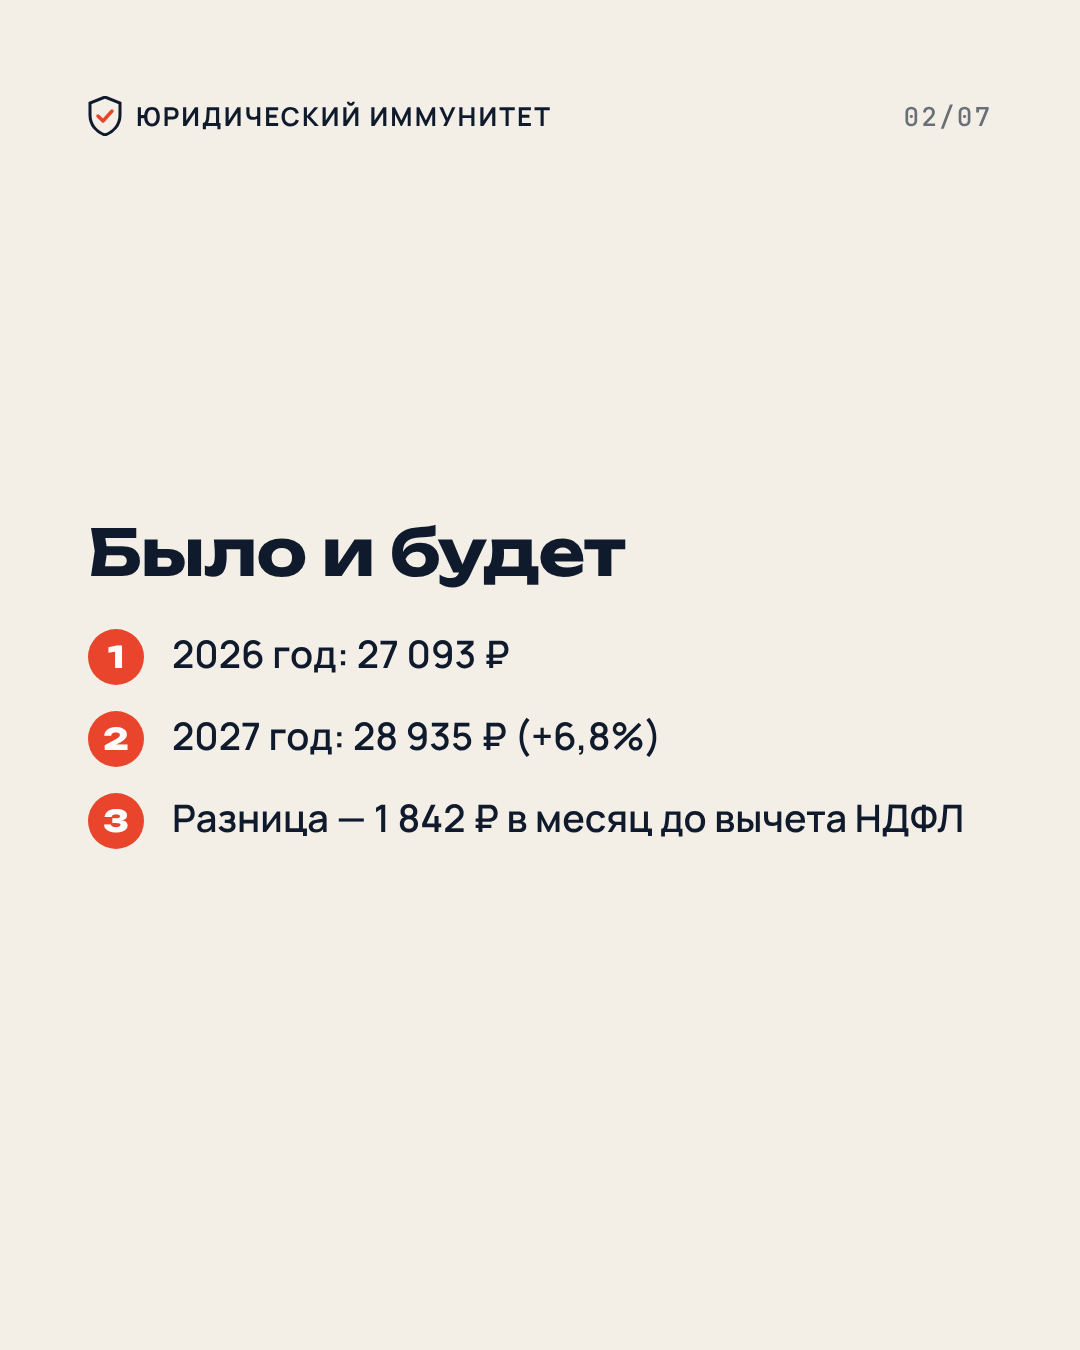 ЮРИДИЧЕСКИЙ ИММУНИТЕТ
02/07
Было и будет
1 2026 год: 27 093 ₽
2 2027 год: 28 935 ₽ (+6,8%)
3 Разница — 1 842 ₽ в месяц до вычета НДФЛ